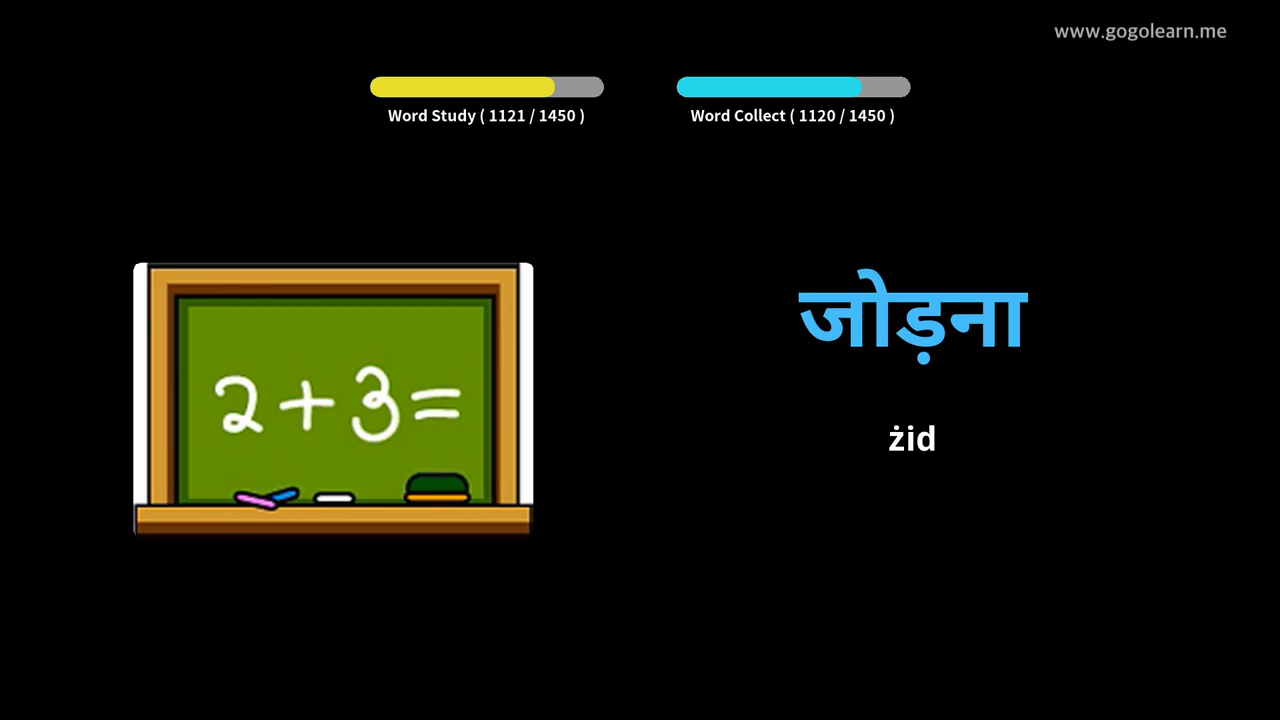 www.gogolearn.me
Word Study ( 1121 / 1450 )
Word Collect ( 1120 / 1450 )
2 + 3 =
जोड़ना
żid